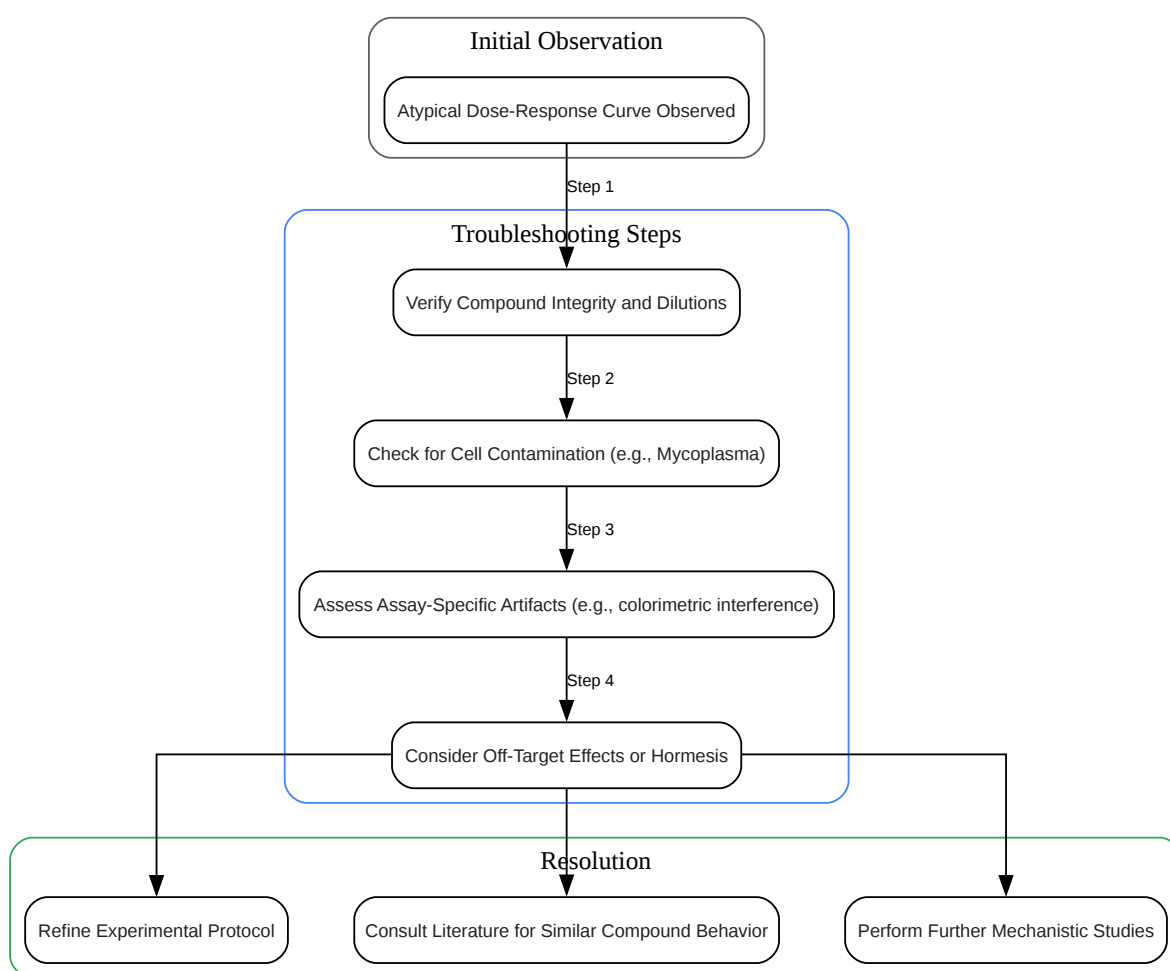 Initial Observation
Atypical Dose-Response Curve Observed
Step 1
Troubleshooting Steps
Verify Compound Integrity and Dilutions
Step 2
Check for Cell Contamination (e.g., Mycoplasma)
Step 3
Assess Assay-Specific Artifacts (e.g., colorimetric interference)
Step 4
Consider Off-Target Effects or Hormesis
Resolution
Refine Experimental Protocol
Consult Literature for Similar Compound Behavior
Perform Further Mechanistic Studies